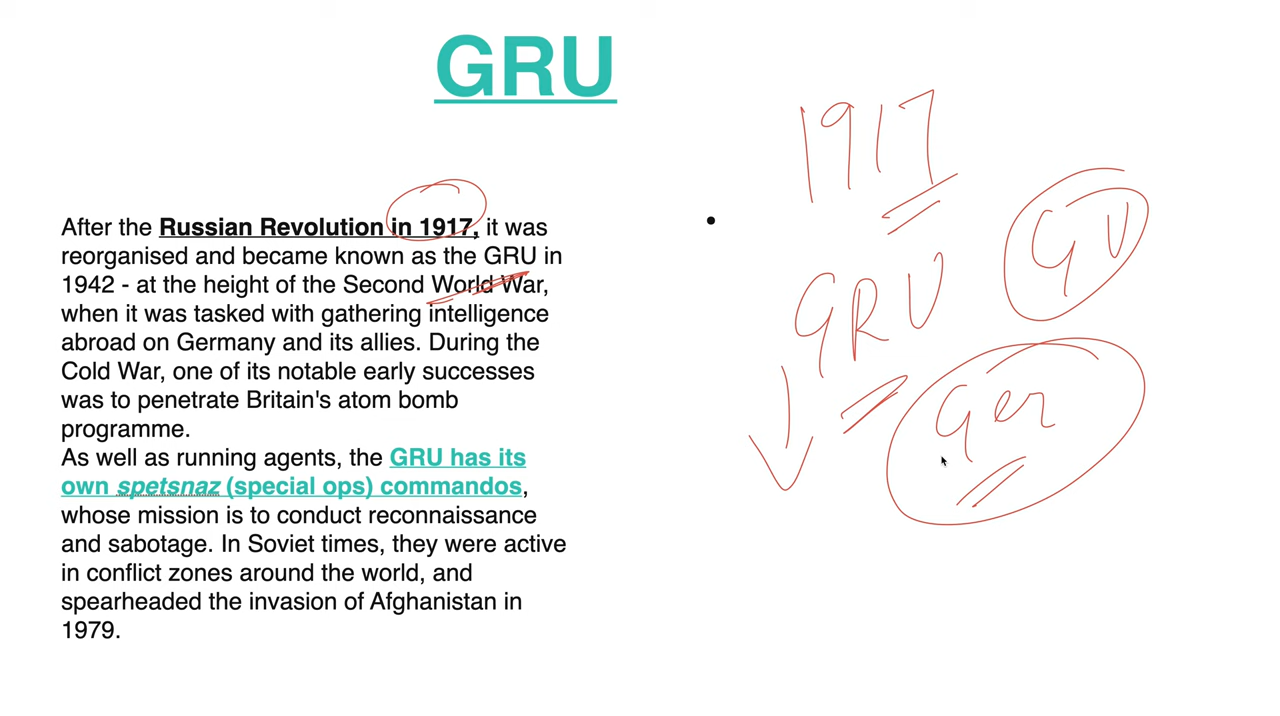 GRU
After the Russian Revolution in 1917, it was
reorganised and became known as the GRU in
1942 - at the height of the Second World War,
when it was tasked with gathering intelligence
abroad on Germany and its allies. During the
Cold War, one of its notable early successes
was to penetrate Britain's atom bomb
programme.
As well as running agents, the GRU has its
own spetsnaz (special ops) commandos,
whose mission is to conduct reconnaissance
and sabotage. In Soviet times, they were active
in conflict zones around the world, and
spearheaded the invasion of Afghanistan in
1979.
•
1917
GU
GRU
Ger